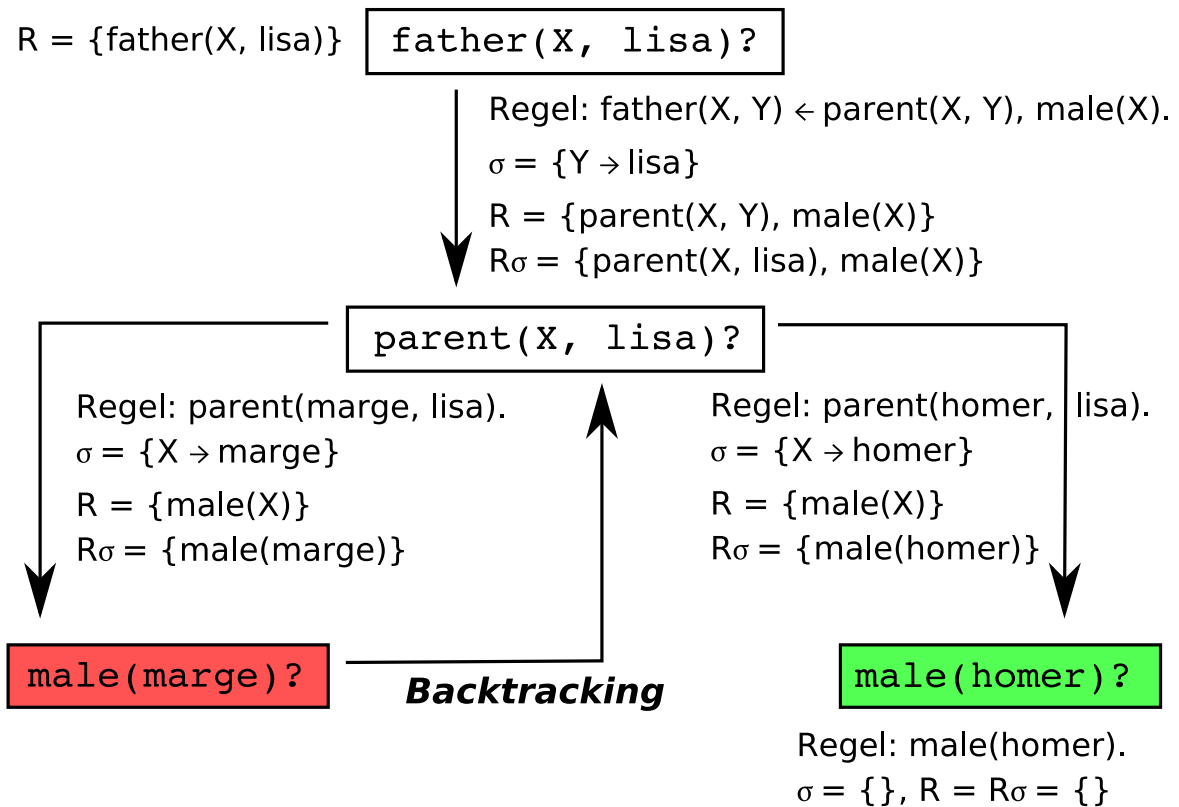 R = {father(X, lisa)}
father(X, lisa)?
Regel: father(X, Y) ← parent(X, Y), male(X).
σ = {Y → lisa}
R = {parent(X, Y), male(X)}
Rσ = {parent(X, lisa), male(X)}
parent(X, lisa)?
Regel: parent(marge, lisa).
σ = {X → marge}
R = {male(X)}
Rσ = {male(marge)}
Regel: parent(homer, lisa).
σ = {X → homer}
R = {male(X)}
Rσ = {male(homer)}
male(marge)?
Backtracking
male(homer)?
Regel: male(homer).
σ = {}, R = Rσ = {}